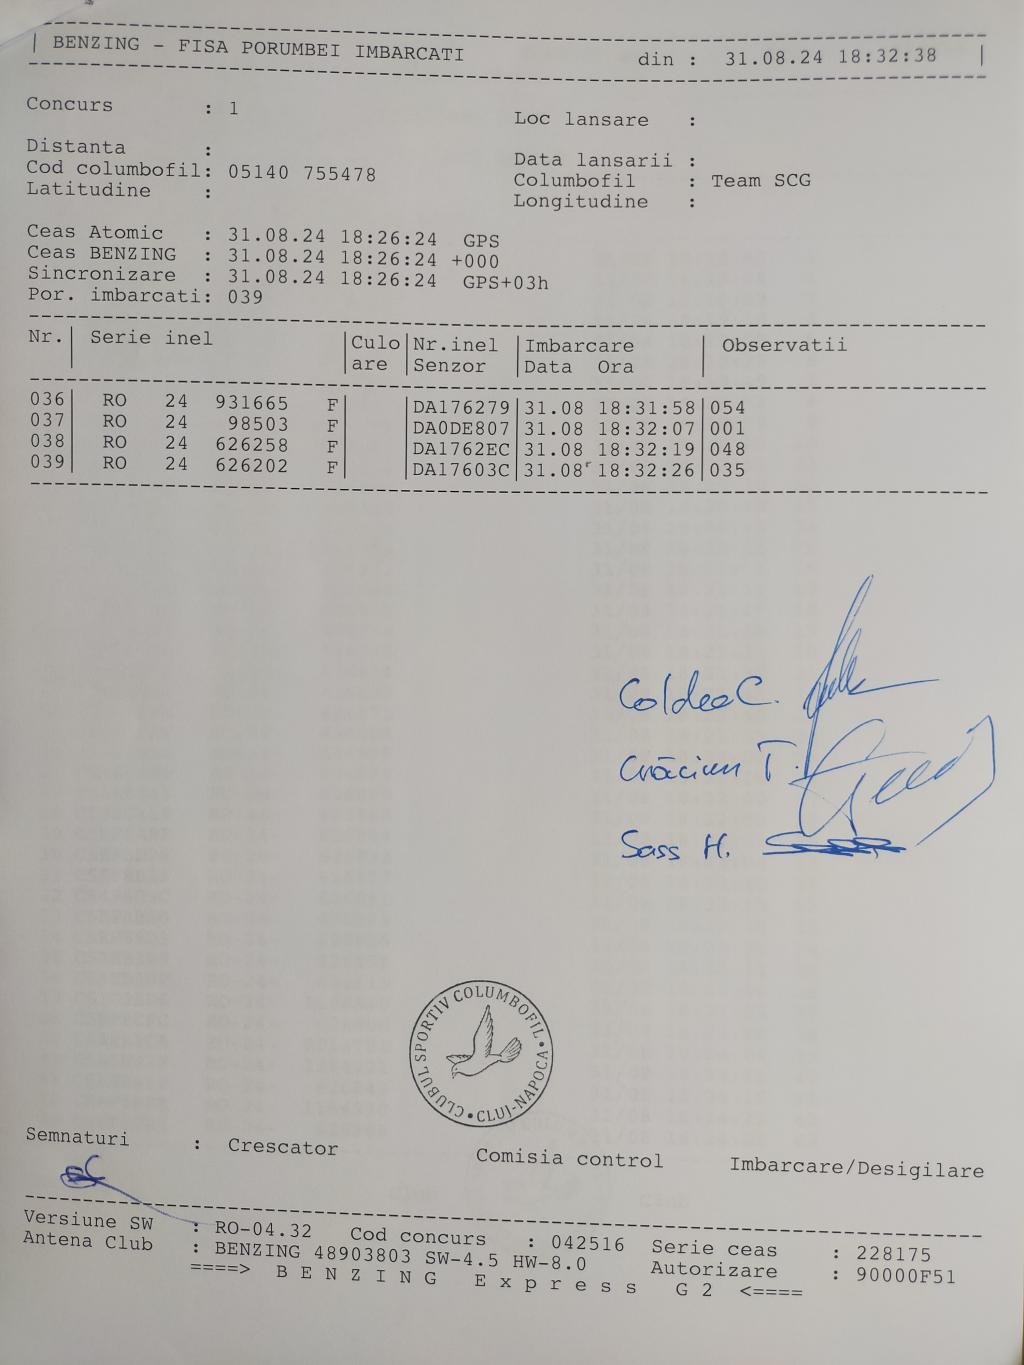 | BENZING - FISA PORUMBEI IMBARCATI din : 31.08.24 18:32:38 |
Concurs : 1 Loc lansare :
Distanta : Data lansarii :
Cod columbofil: 05140 755478 Columbofil : Team SCG
Latitudine : Longitudine :
Ceas Atomic : 31.08.24 18:26:24 GPS
Ceas BENZING : 31.08.24 18:26:24 +000
Sincronizare : 31.08.24 18:26:24 GPS+03h
Por. imbarcati: 039
Nr.| Serie inel |Culo|Nr.inel |Imbarcare | Observatii
| |are |Senzor |Data Ora |
036| RO 24 931665 F| |DA176279|31.08 18:31:58|054
037| RO 24 98503 F| |DA0DE807|31.08 18:32:07|001
038| RO 24 626258 F| |DA1762EC|31.08 18:32:19|048
039| RO 24 626202 F| |DA17603C|31.08 18:32:26|035
Coldea C.
Crăciun T.
Sass H.
CLUBUL SPORTIV COLUMBOFIL • CLUJ-NAPOCA •
Semnaturi : Crescator Comisia control Imbarcare/Desigilare
Versiune SW : RO-04.32 Cod concurs : 042516 Serie ceas : 228175
Antena Club : BENZING 48903803 SW-4.5 HW-8.0 Autorizare : 90000F51
====> B E N Z I N G E x p r e s s G 2 <====